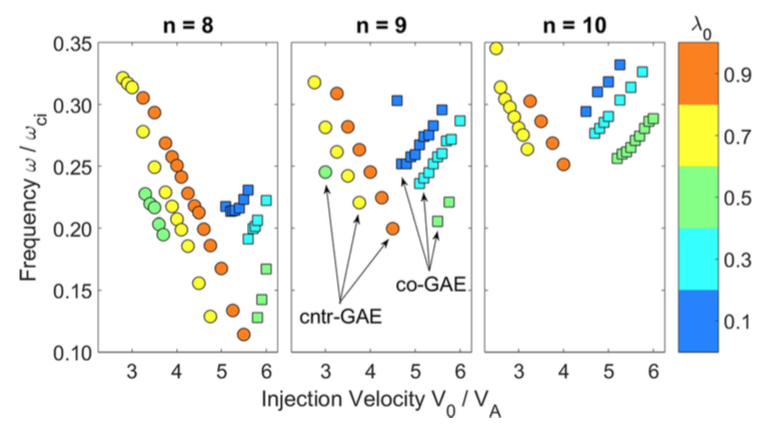 n = 8
n = 9
n = 10
λ₀
Frequency ω / ω_ci
0.35
0.30
0.25
0.20
0.15
0.10
cntr-GAE
co-GAE
0.9
0.7
0.5
0.3
0.1
3 4 5 6
3 4 5 6
3 4 5 6
Injection Velocity V₀ / V_A